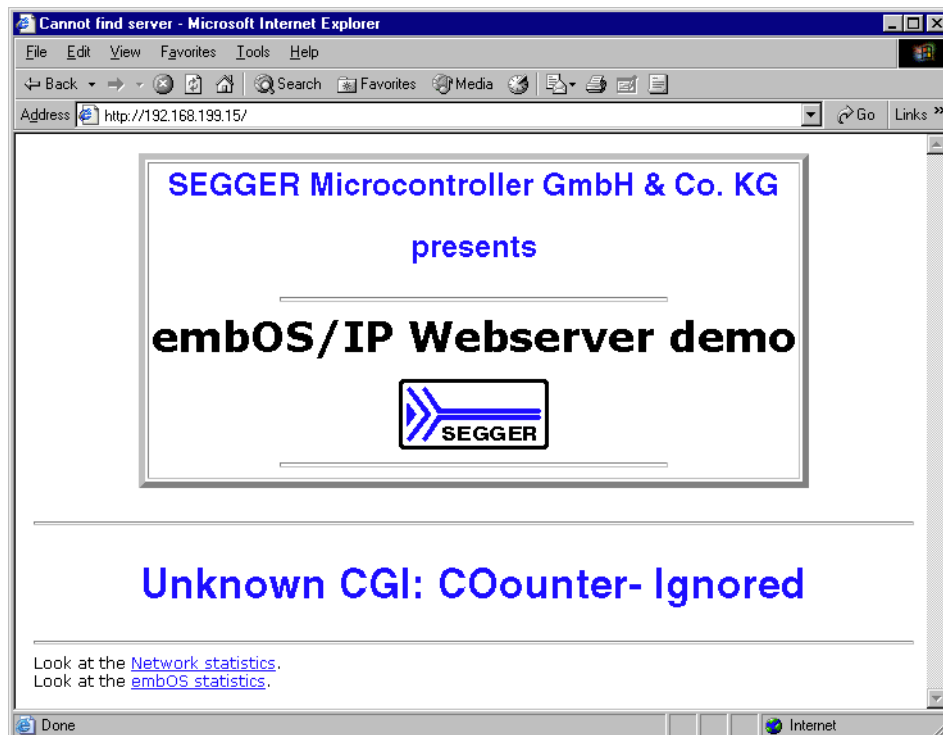 Cannot find server - Microsoft Internet Explorer
File Edit View Favorites Tools Help
Back Search Favorites Media
Address http://192.168.199.15/ Go Links »
SEGGER Microcontroller GmbH & Co. KG
presents
embOS/IP Webserver demo
SEGGER
Unknown CGI: COounter- Ignored
Look at the Network statistics.
Look at the embOS statistics.
Done Internet